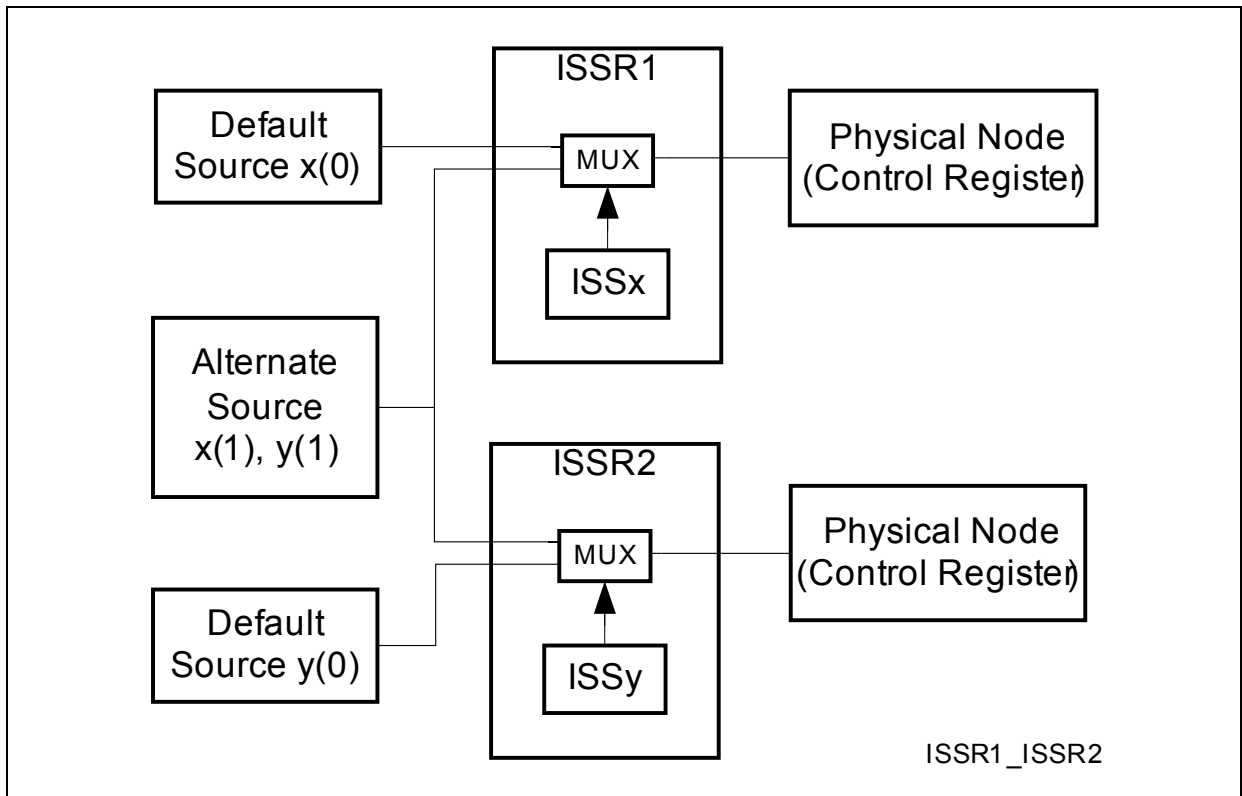 ISSR1
Default
Source x(0)
MUX
Physical Node
(Control Register)
ISSx
Alternate
Source
x(1), y(1)
ISSR2
MUX
Physical Node
(Control Register)
Default
Source y(0)
ISSy
ISSR1_ISSR2